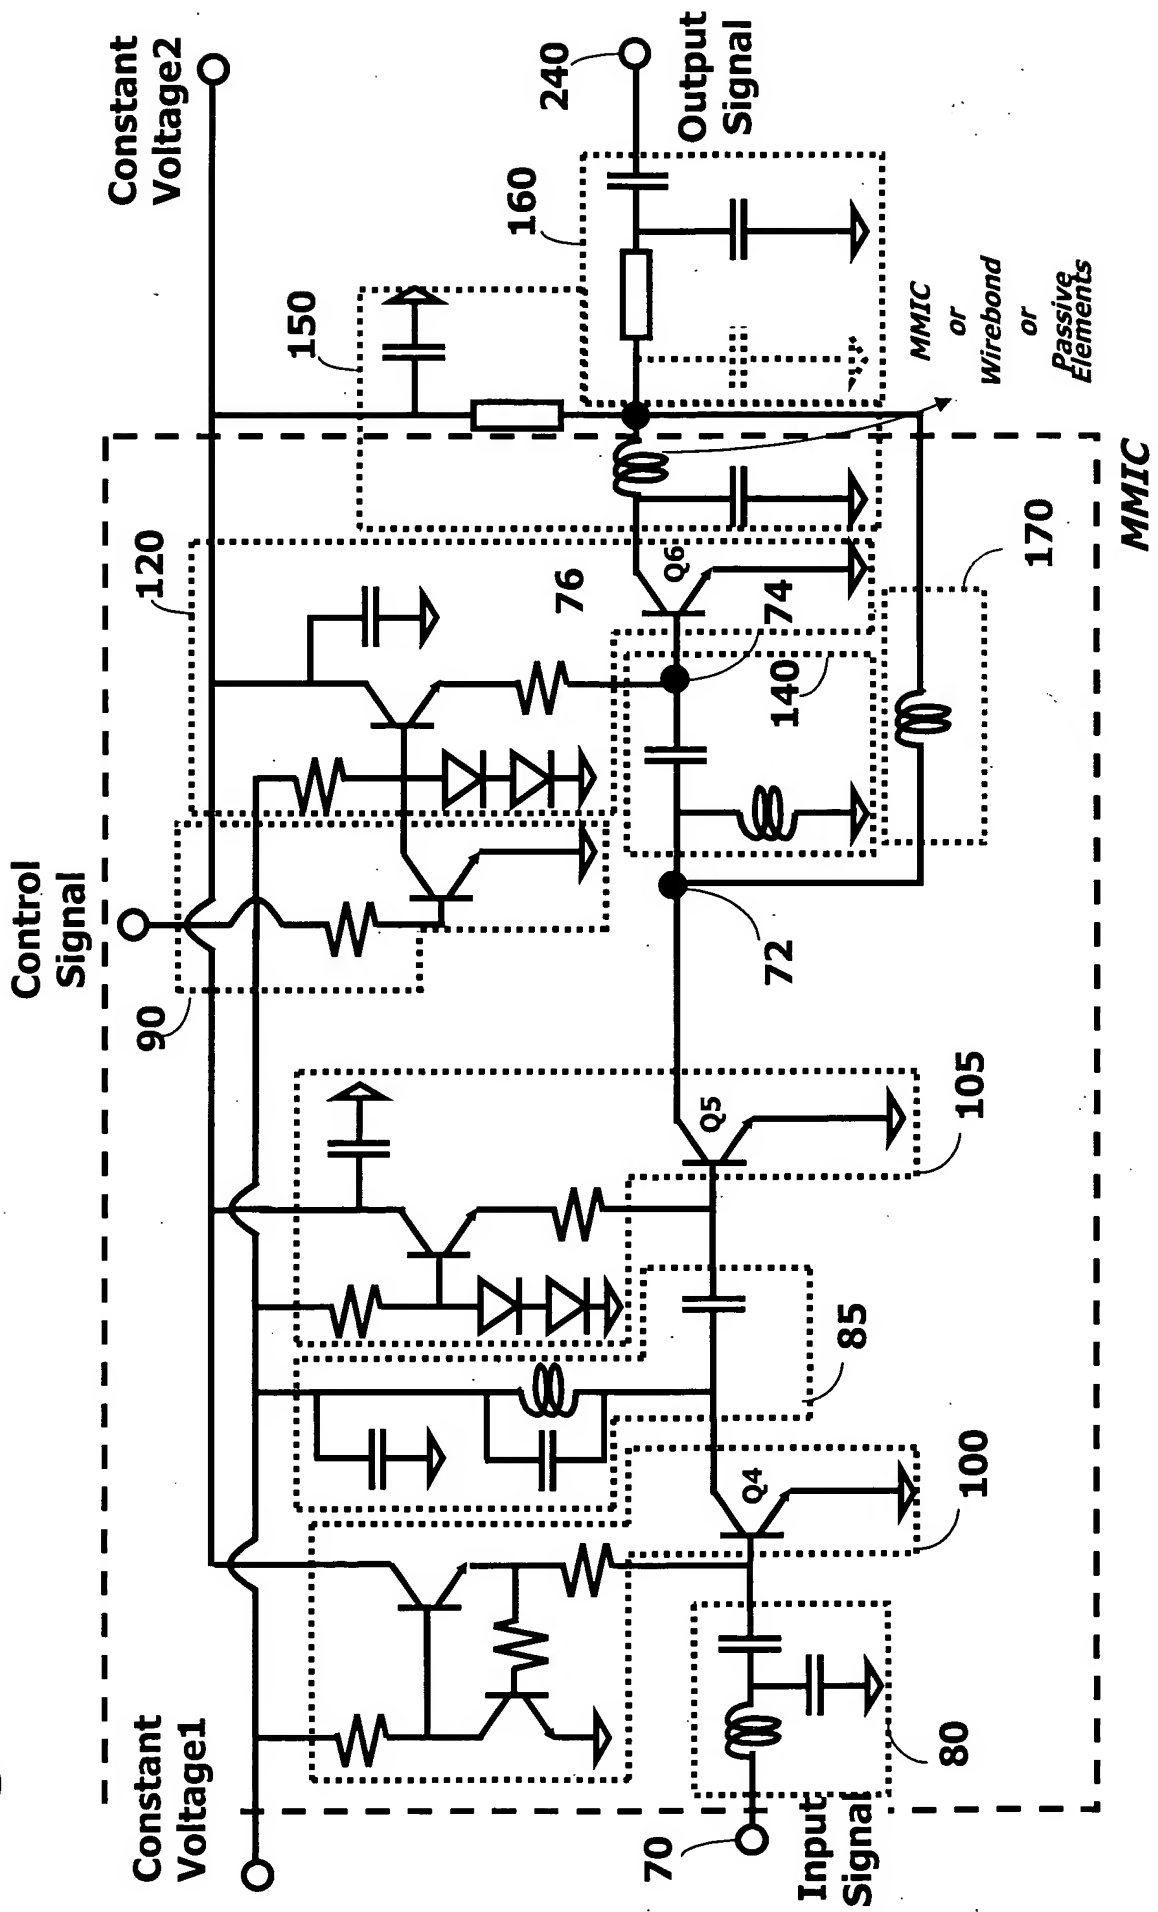 Constant
Voltage1
Control
Signal
Constant
Voltage2
90
120
150
76
160
240
Output
Signal
Q6
74
140
72
Q5
105
85
Q4
100
70
Input
Signal
80
170
MMIC
or
Wirebond
or
Passive
Elements
MMIC